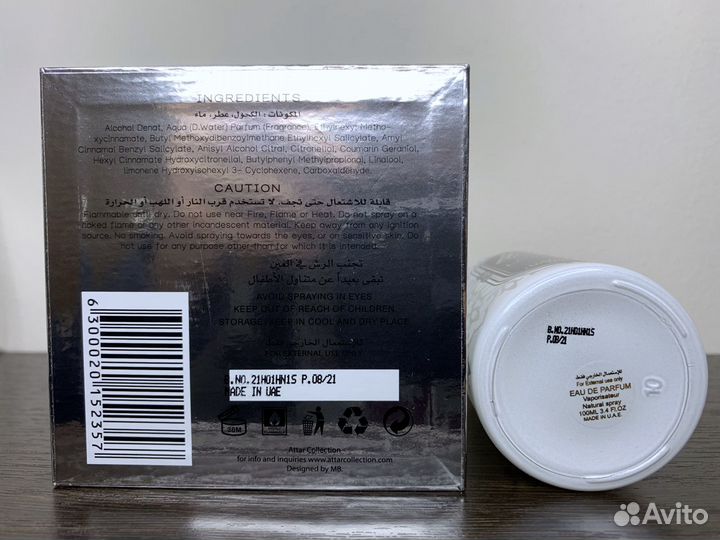 INGREDIENTS
المكونات : الكحول, عطر, ماء
Alcohol Denat, Aqua (D.Water) Parfum (Fragrance), Ethylhexyl Metho-
xycinnamate, Butyl Methoxydibenzoylmethane Ethylhexyl Salicylate, Amyl
Cinnamal Benzyl Salicylate, Anisyl Alcohol Citral, Citronellol, Coumarin Geraniol,
Hexyl Cinnamate Hydroxycitronellal, Butylphenyl Methylpropional, Linalool,
limonene Hydroxylsohexyl 3- Cyclohexene, Carboxaldehyde.
CAUTION
قابلة للاشتعال حتى تجف. لا تستخدم قرب النار أو اللهب أو الحرارة
Flammable until dry. Do not use near Fire, Flame or Heat. Do not spray on a
naked flame or any other incandescent material. Keep away from any ignition
source. No smoking. Avoid spraying towards the eyes, or on sensitive skin. Do
not use for any purpose other than for which it is intended.
تجنب الرش في العين
تبقى بعيداً عن متناول الأطفال
AVOID SPRAYING IN EYES
KEEP OUT OF REACH OF CHILDREN
STORAGE: KEEP IN COOL AND DRY PLACE
للاستعمال الخارجي فقط
FOR EXTERNAL USE ONLY
B.NO.21H01HN15 P.08/21
MADE IN UAE
6300020152357
36M
Attar Collection -
for info and inquiries www.attarcollection.com
Designed by MB.
B.NO.21H01HN15
P.08/21
للإستعمال الخارجي فقط
For External use only
EAU DE PARFUM
Vaporisateur
Natural spray
100ML 3.4 Fl.OZ
MADE IN U.A.E.
Avito